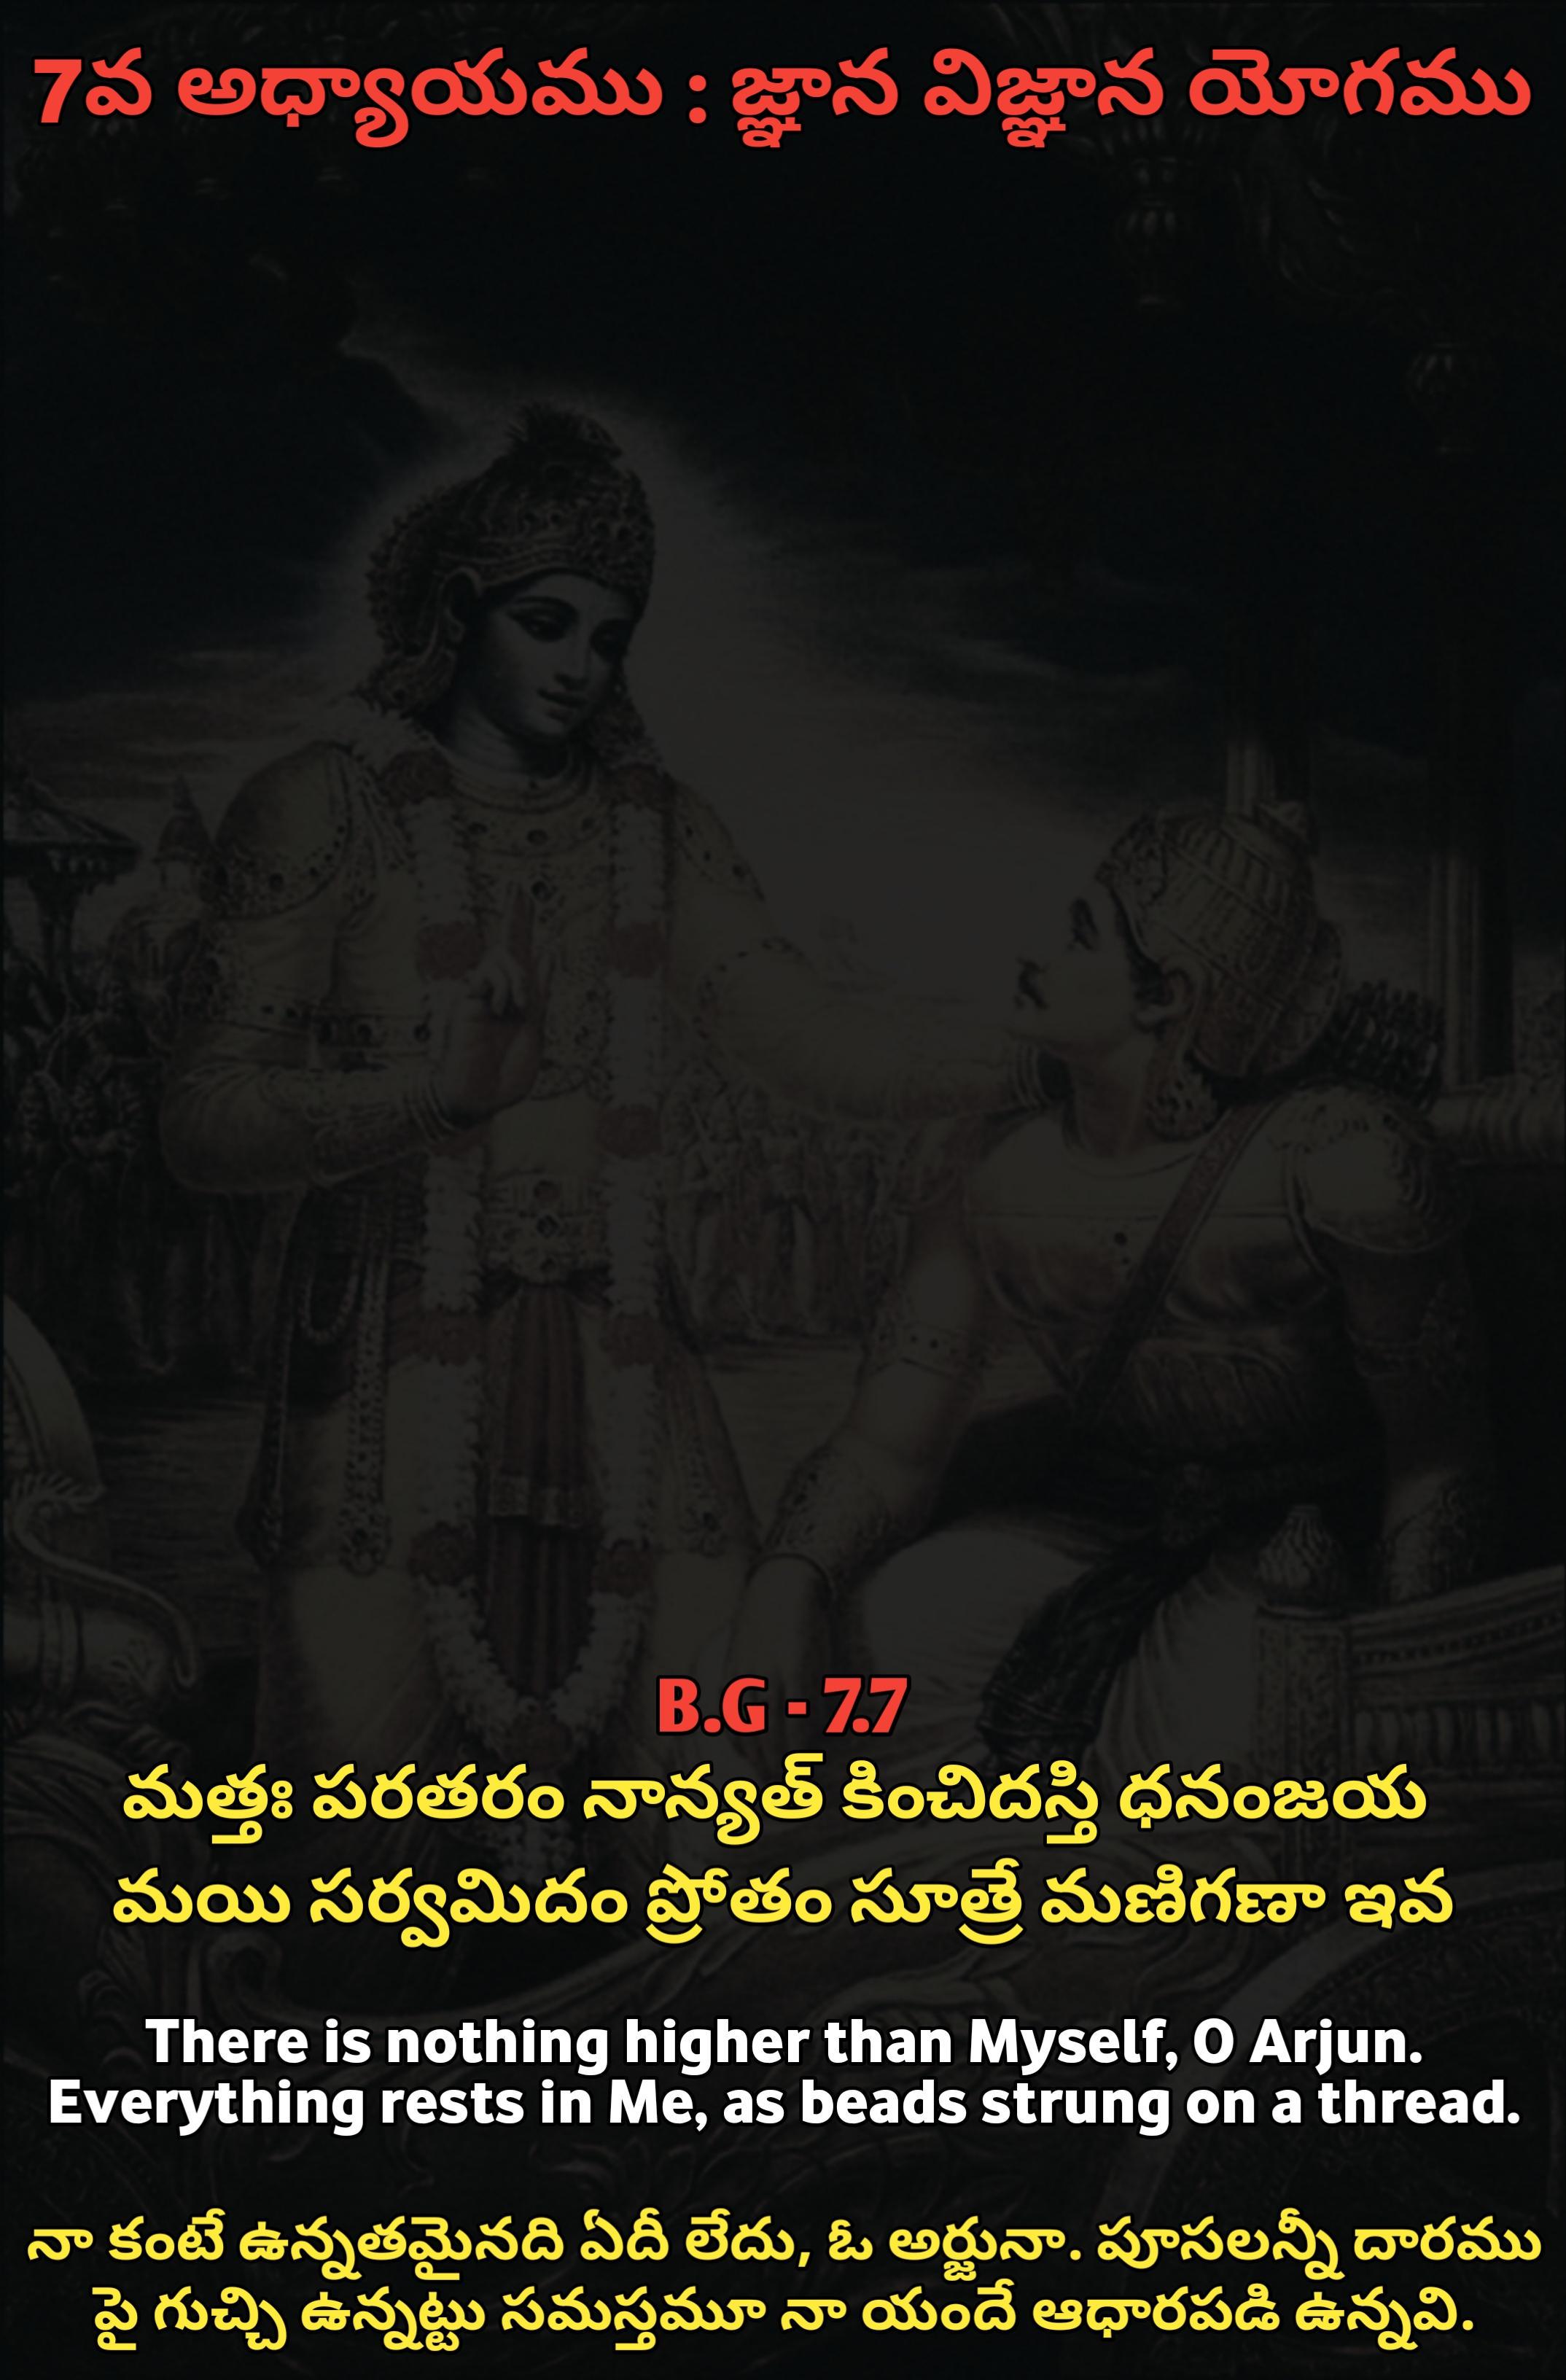 7వ అధ్యాయము : జ్ఞాన విజ్ఞాన యోగము
B.G - 7.7
మత్తః పరతరం నాన్యత్ కించిదస్తి ధనంజయ
మయి సర్వమిదం ప్రోతం సూత్రే మణిగణా ఇవ
There is nothing higher than Myself, O Arjun.
Everything rests in Me, as beads strung on a thread.
నా కంటే ఉన్నతమైనది ఏదీ లేదు, ఓ అర్జునా. పూసలన్నీ దారము
పై గుచ్చి ఉన్నట్టు సమస్తమూ నా యందే ఆధారపడి ఉన్నవి.